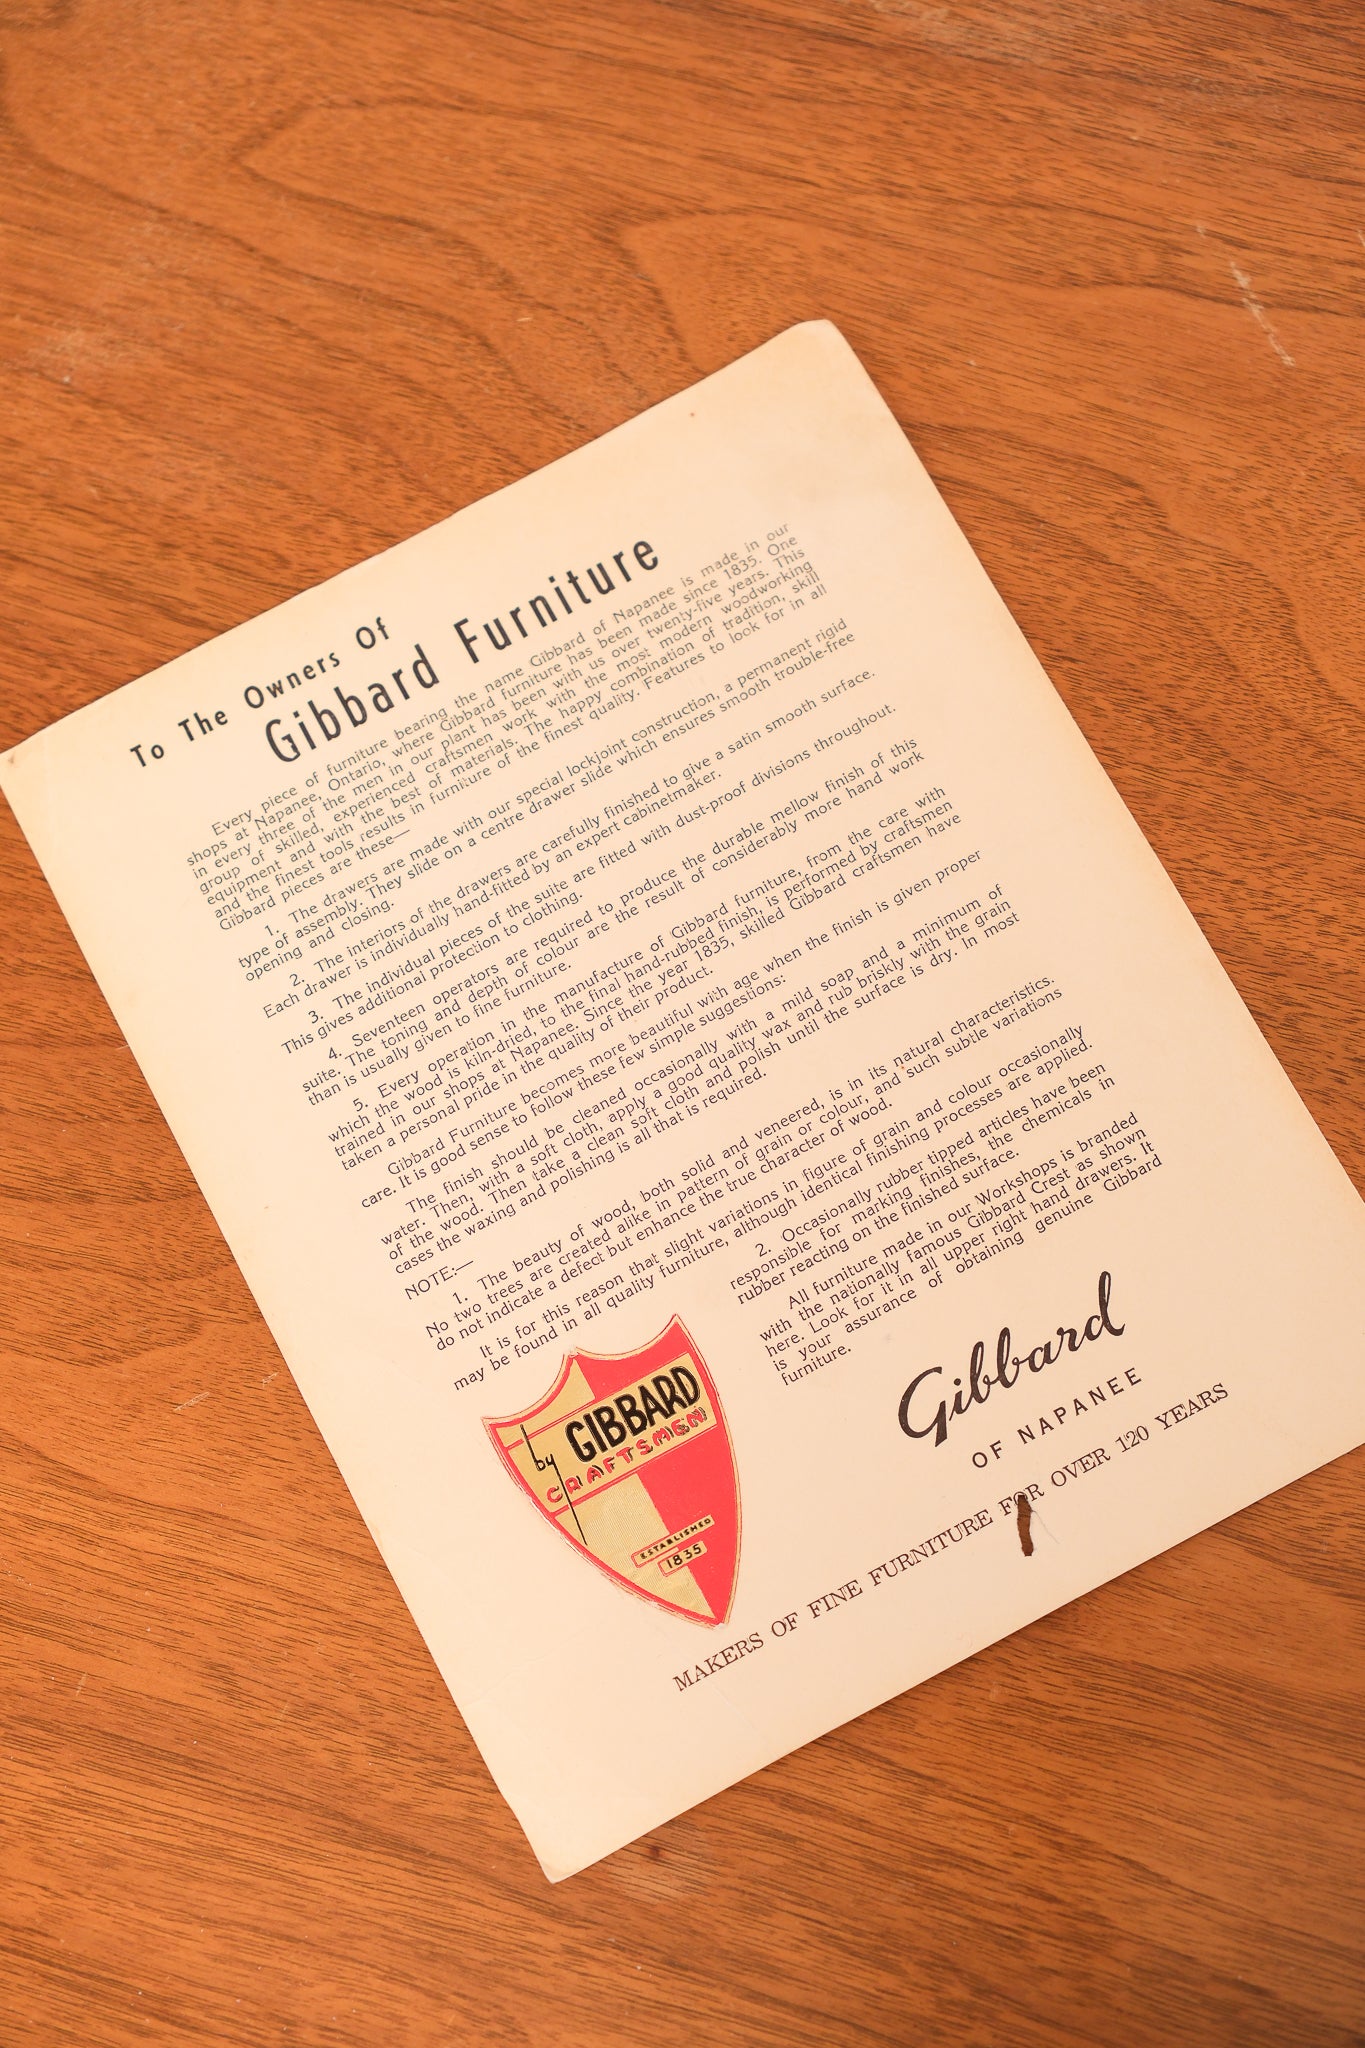 To The Owners Of
Gibbard Furniture
Every piece of furniture bearing the name Gibbard of Napanee is made in our
shops at Napanee, Ontario, where Gibbard furniture has been made since 1835. One
in every three of the men in our plant has been with us over twenty-five years. This
group of skilled, experienced craftsmen work with the most modern woodworking
equipment and with the best of materials. The happy combination of tradition, skill
and the finest tools results in furniture of the finest quality. Features to look for in all
Gibbard pieces are these—
1. The drawers are made with our special lockjoint construction, a permanent rigid
type of assembly. They slide on a centre drawer slide which ensures smooth trouble-free
opening and closing.
2. The interiors of the drawers are carefully finished to give a satin smooth surface.
Each drawer is individually hand-fitted by an expert cabinetmaker.
3. The individual pieces of the suite are fitted with dust-proof divisions throughout.
This gives additional protection to clothing.
4. Seventeen operators are required to produce the durable mellow finish of this
suite. The toning and depth of colour are the result of considerably more hand work
than is usually given to fine furniture.
5. Every operation in the manufacture of Gibbard furniture, from the care with
which the wood is kiln-dried, to the final hand-rubbed finish, is performed by craftsmen
trained in our shops at Napanee. Since the year 1835, skilled Gibbard craftsmen have
taken a personal pride in the quality of their product.
Gibbard Furniture becomes more beautiful with age when the finish is given proper
care. It is good sense to follow these few simple suggestions:
The finish should be cleaned occasionally with a mild soap and a minimum of
water. Then, with a soft cloth, apply a good quality wax and rub briskly with the grain
of the wood. Then take a clean soft cloth and polish until the surface is dry. In most
cases the waxing and polishing is all that is required.
NOTE:—
1. The beauty of wood, both solid and veneered, is in its natural characteristics.
No two trees are created alike in pattern of grain or colour, and such subtle variations
do not indicate a defect but enhance the true character of wood.
It is for this reason that slight variations in figure of grain and colour occasionally
may be found in all quality furniture, although identical finishing processes are applied.
2. Occasionally rubber tipped articles have been
responsible for marking finishes, the chemicals in
rubber reacting on the finished surface.
All furniture made in our Workshops is branded
with the nationally famous Gibbard Crest as shown
here. Look for it in all upper right hand drawers. It
is your assurance of obtaining genuine Gibbard
furniture.
by GIBBARD
CRAFTSMEN
ESTABLISHED
1835
Gibbard
OF NAPANEE
MAKERS OF FINE FURNITURE FOR OVER 120 YEARS